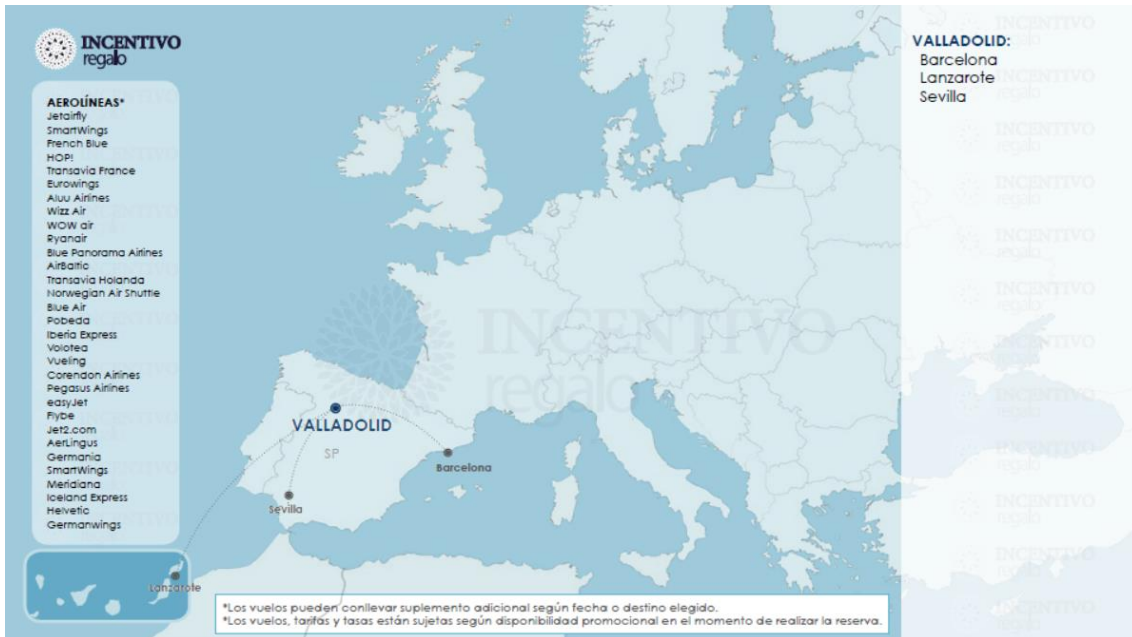 INCENTIVO
regalo
AEROLÍNEAS*
Jetairfly
SmartWings
French Blue
HOP!
Transavia France
Eurowings
Aluu Airlines
Wizz Air
WOW air
Ryanair
Blue Panorama Airlines
AirBaltic
Transavia Holanda
Norwegian Air Shuttle
Blue Air
Pobeda
Iberia Express
Volotea
Vueling
Corendon Airlines
Pegasus Airlines
easyJet
Flybe
Jet2.com
AerLingus
Germania
SmartWings
Meridiana
Iceland Express
Helvetic
Germanwings
INCENTIVO
regalo
VALLADOLID
SP
Barcelona
Sevilla
Lanzarote
*Los vuelos pueden conllevar suplemento adicional según fecha o destino elegido.
*Los vuelos, tarifas y tasas están sujetas según disponibilidad promocional en el momento de realizar la reserva.
VALLADOLID:
Barcelona
Lanzarote
Sevilla